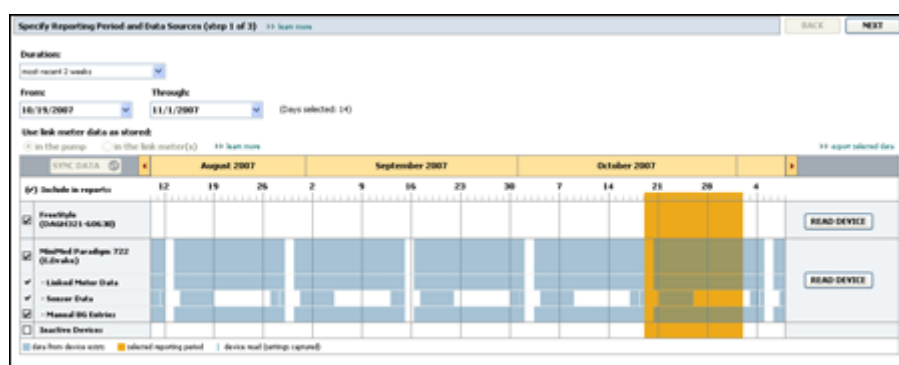 Specify Reporting Period and Data Sources (step 1 of 3) >> learn more BACK NEXT
Duration:
most recent 2 weeks
From: Through:
10/19/2007 11/1/2007 (Days selected: 14)
Use link meter data as stored:
in the pump in the link meter(s) >> learn more >> export selected data
SYNC DATA August 2007 September 2007 October 2007
(✓) Include in reports: 12 19 26 2 9 16 23 30 7 14 21 28 4
FreeStyle
(DAGH321-60630) READ DEVICE
MiniMed Paradigm 722
- Linked Meter Data READ DEVICE
- Sensor Data
- Manual BG Entries
Inactive Devices
data from device exists selected reporting period device read (settings captured)